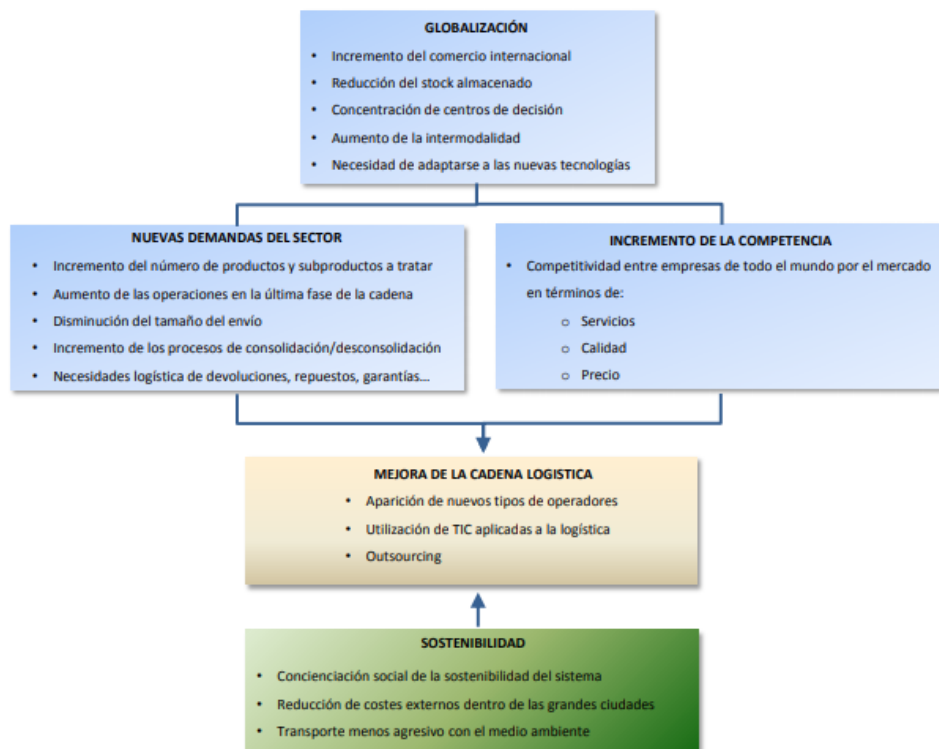 GLOBALIZACIÓN
• Incremento del comercio internacional
• Reducción del stock almacenado
• Concentración de centros de decisión
• Aumento de la intermodalidad
• Necesidad de adaptarse a las nuevas tecnologías
NUEVAS DEMANDAS DEL SECTOR
• Incremento del número de productos y subproductos a tratar
• Aumento de las operaciones en la última fase de la cadena
• Disminución del tamaño del envío
• Incremento de los procesos de consolidación/desconsolidación
• Necesidades logística de devoluciones, repuestos, garantías...
INCREMENTO DE LA COMPETENCIA
• Competitividad entre empresas de todo el mundo por el mercado
en términos de:
o Servicios
o Calidad
o Precio
MEJORA DE LA CADENA LOGISTICA
• Aparición de nuevos tipos de operadores
• Utilización de TIC aplicadas a la logística
• Outsourcing
SOSTENIBILIDAD
• Concienciación social de la sostenibilidad del sistema
• Reducción de costes externos dentro de las grandes ciudades
• Transporte menos agresivo con el medio ambiente